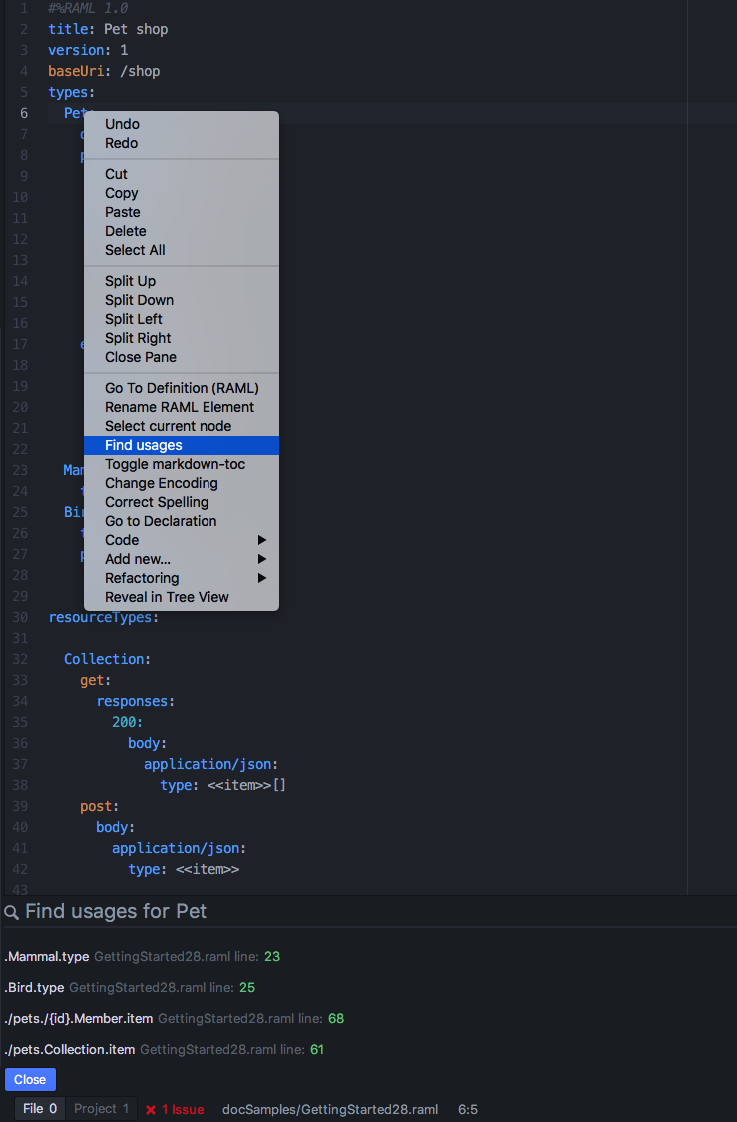 1 #%RAML 1.0
2 title: Pet shop
3 version: 1
4 baseUri: /shop
5 types:
6 Pet:
7
8
9
10
11
12
13
14
15
16
17
18
19
20
21
22
23 Mam
24
25 Bir
26
27
28
29
30 resourceTypes:
31
32 Collection:
33 get:
34 responses:
35 200:
36 body:
37 application/json:
38 type: <<item>>[]
39 post:
40 body:
41 application/json:
42 type: <<item>>
43
Undo
Redo
Cut
Copy
Paste
Delete
Select All
Split Up
Split Down
Split Left
Split Right
Close Pane
Go To Definition (RAML)
Rename RAML Element
Select current node
Find usages
Toggle markdown-toc
Change Encoding
Correct Spelling
Go to Declaration
Code
Add new...
Refactoring
Reveal in Tree View
Find usages for Pet
.Mammal.type GettingStarted28.raml line: 23
.Bird.type GettingStarted28.raml line: 25
./pets./{id}.Member.item GettingStarted28.raml line: 68
./pets.Collection.item GettingStarted28.raml line: 61
Close
File 0 Project 1 1 Issue docSamples/GettingStarted28.raml 6:5